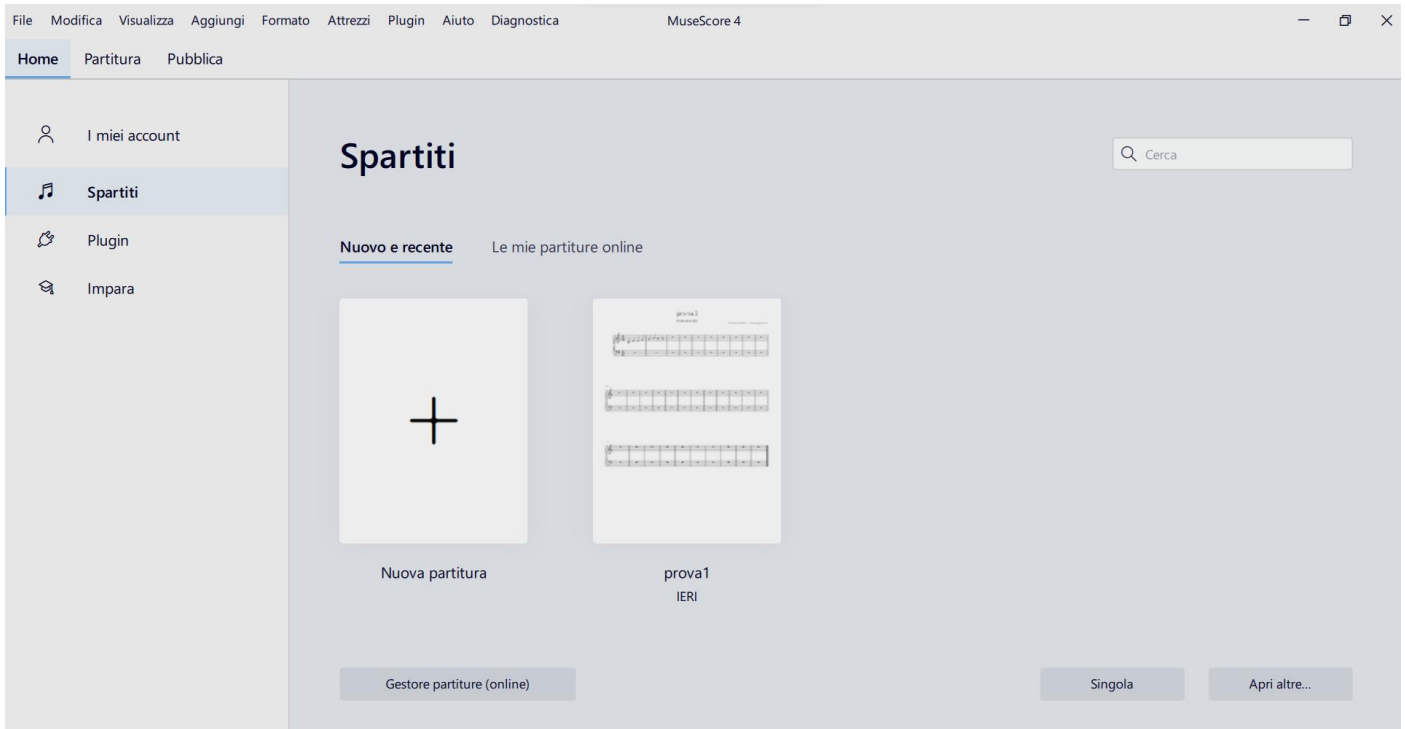 File Modifica Visualizza Aggiungi Formato Attrezzi Plugin Aiuto Diagnostica MuseScore 4
Home Partitura Pubblica
I miei account
Spartiti
Plugin
Impara
Spartiti
Cerca
Nuovo e recente Le mie partiture online
prova1
Nuova partitura
prova1
IERI
Gestore partiture (online) Singola Apri altre...